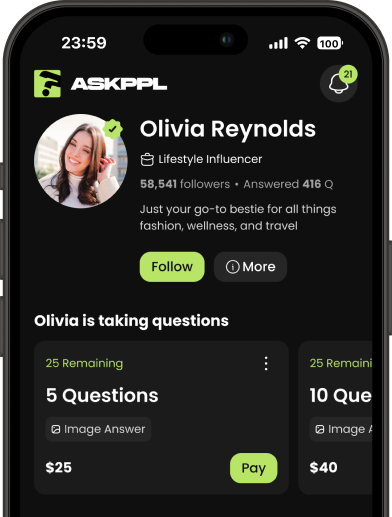 23:59
100
ASKPPL
21
Olivia Reynolds
Lifestyle Influencer
58,541 followers • Answered 416 Q
Just your go-to bestie for all things
fashion, wellness, and travel
Follow
More
Olivia is taking questions
25 Remaining
5 Questions
Image Answer
$25
Pay
25 Remaini
10 Que
Image A
$40